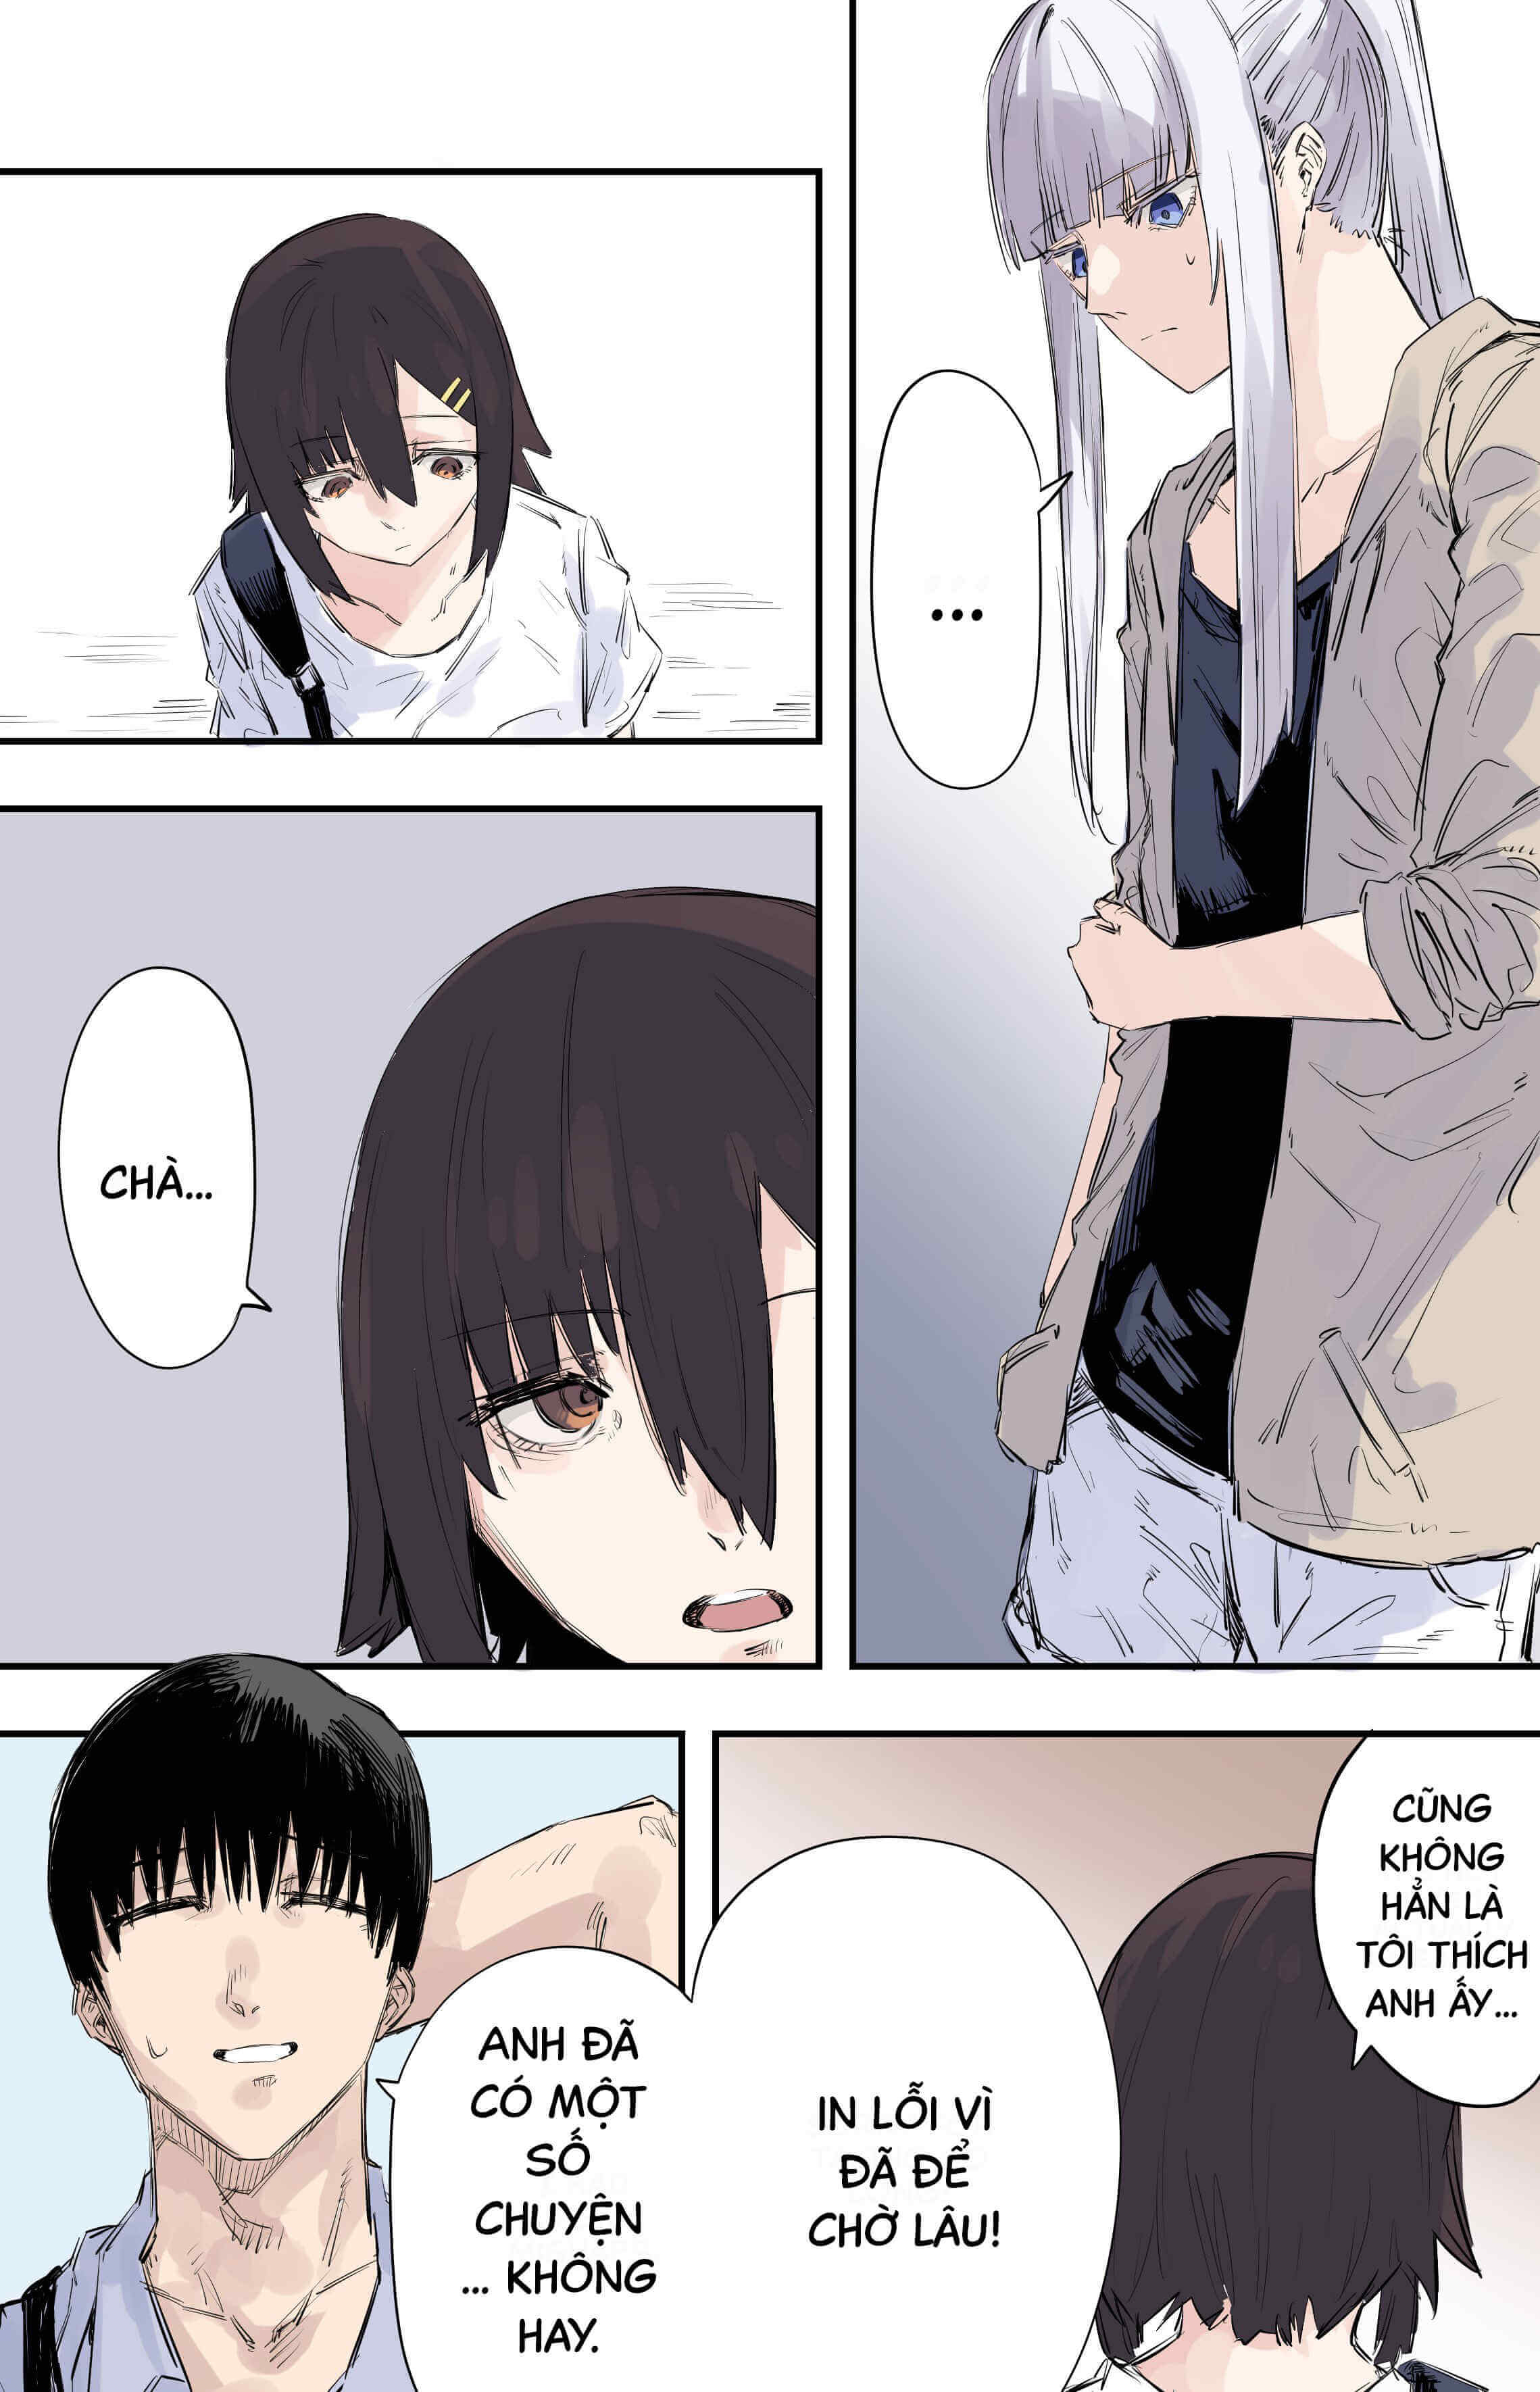 ...
CHÀ...
CŨNG
KHÔNG
HẲN LÀ
TÔI THÍCH
ANH ẤY...
IN LỖI VÌ
ĐÃ ĐỂ
CHỜ LÂU!
ANH ĐÃ
CÓ MỘT
SỐ
CHUYỆN
... KHÔNG
HAY.